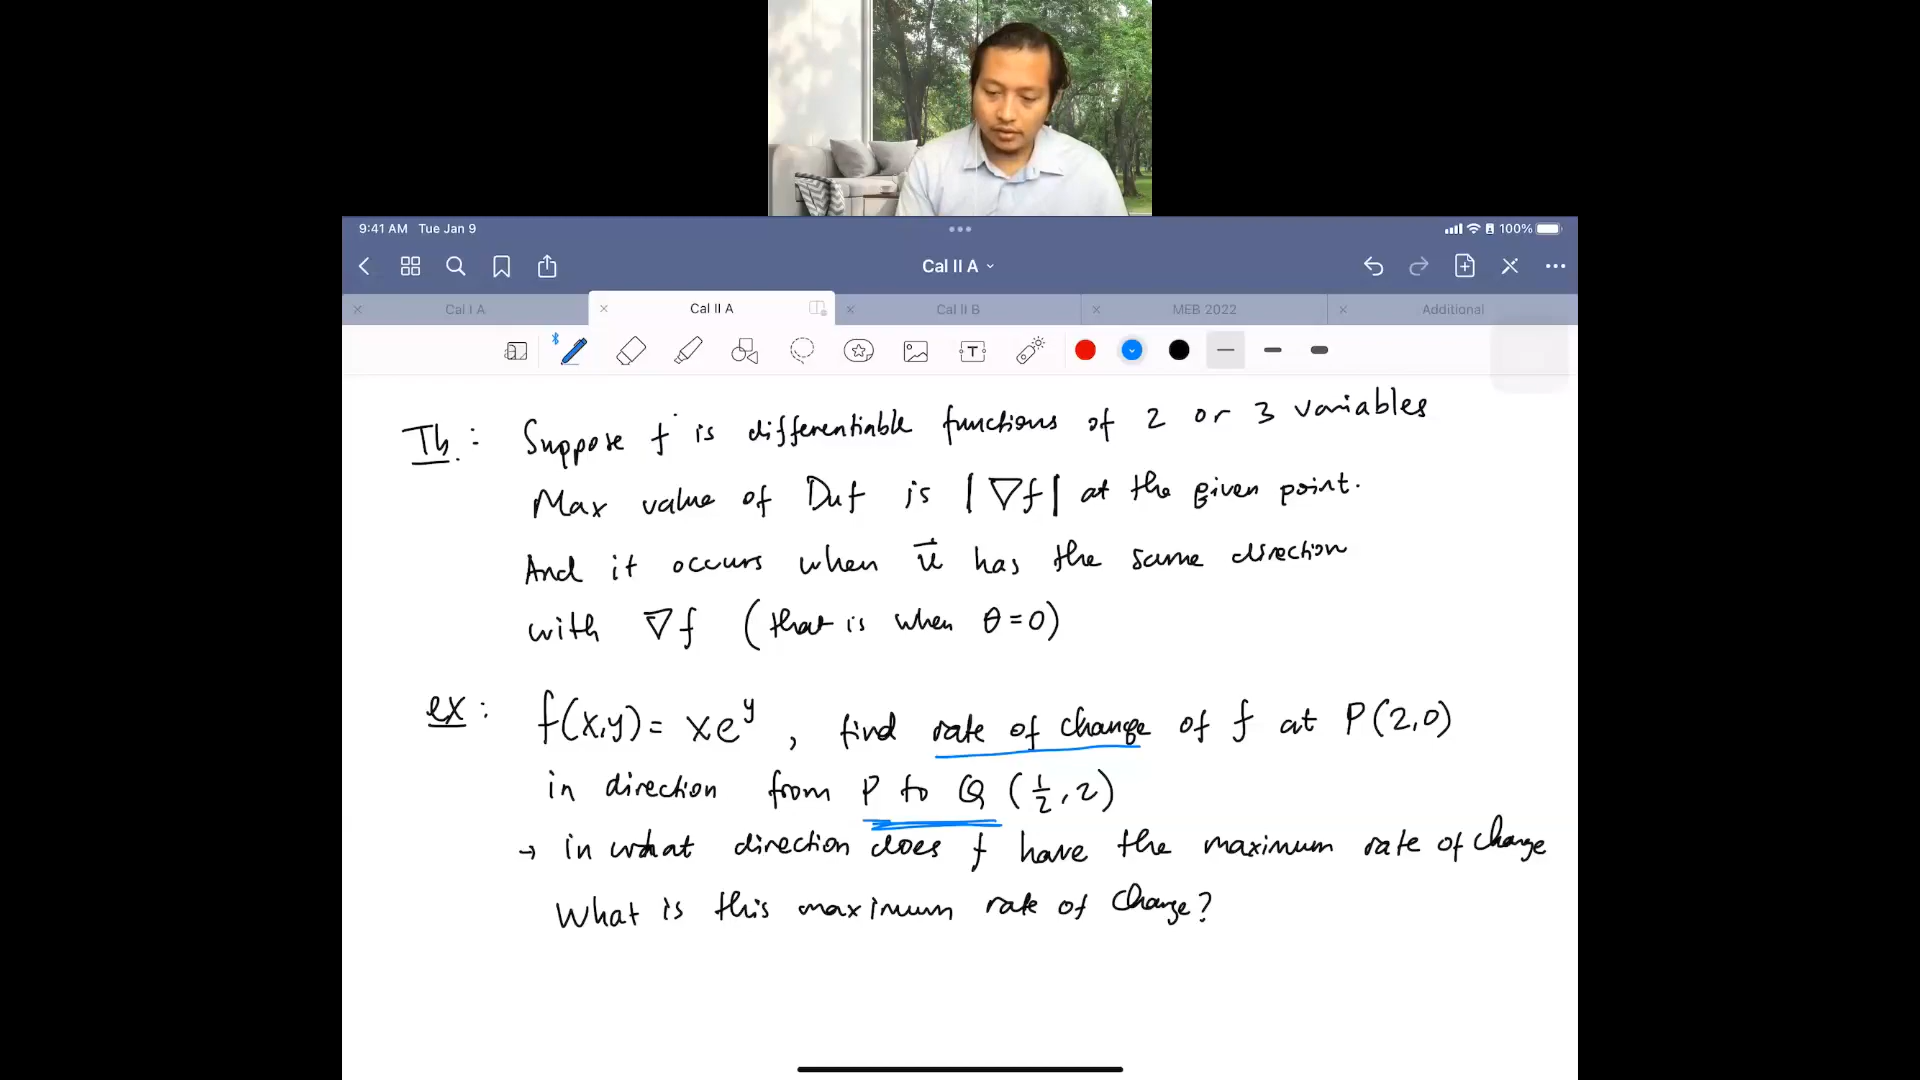 9:41 AM Tue Jan 9
100%
Cal II A
Cal I A
Cal II A
Cal II B
MEB 2022
Additional
Th: Suppose f is differentiable functions of 2 or 3 variables
Max value of Duf is |∇f| at the given point.
And it occurs when u⃗ has the same direction
with ∇f (that is when θ=0)
ex: f(x,y)= xe^y , find rate of change of f at P(2,0)
in direction from P to Q (1/2, 2)
→ in what direction does f have the maximum rate of change
What is this maximum rate of change?